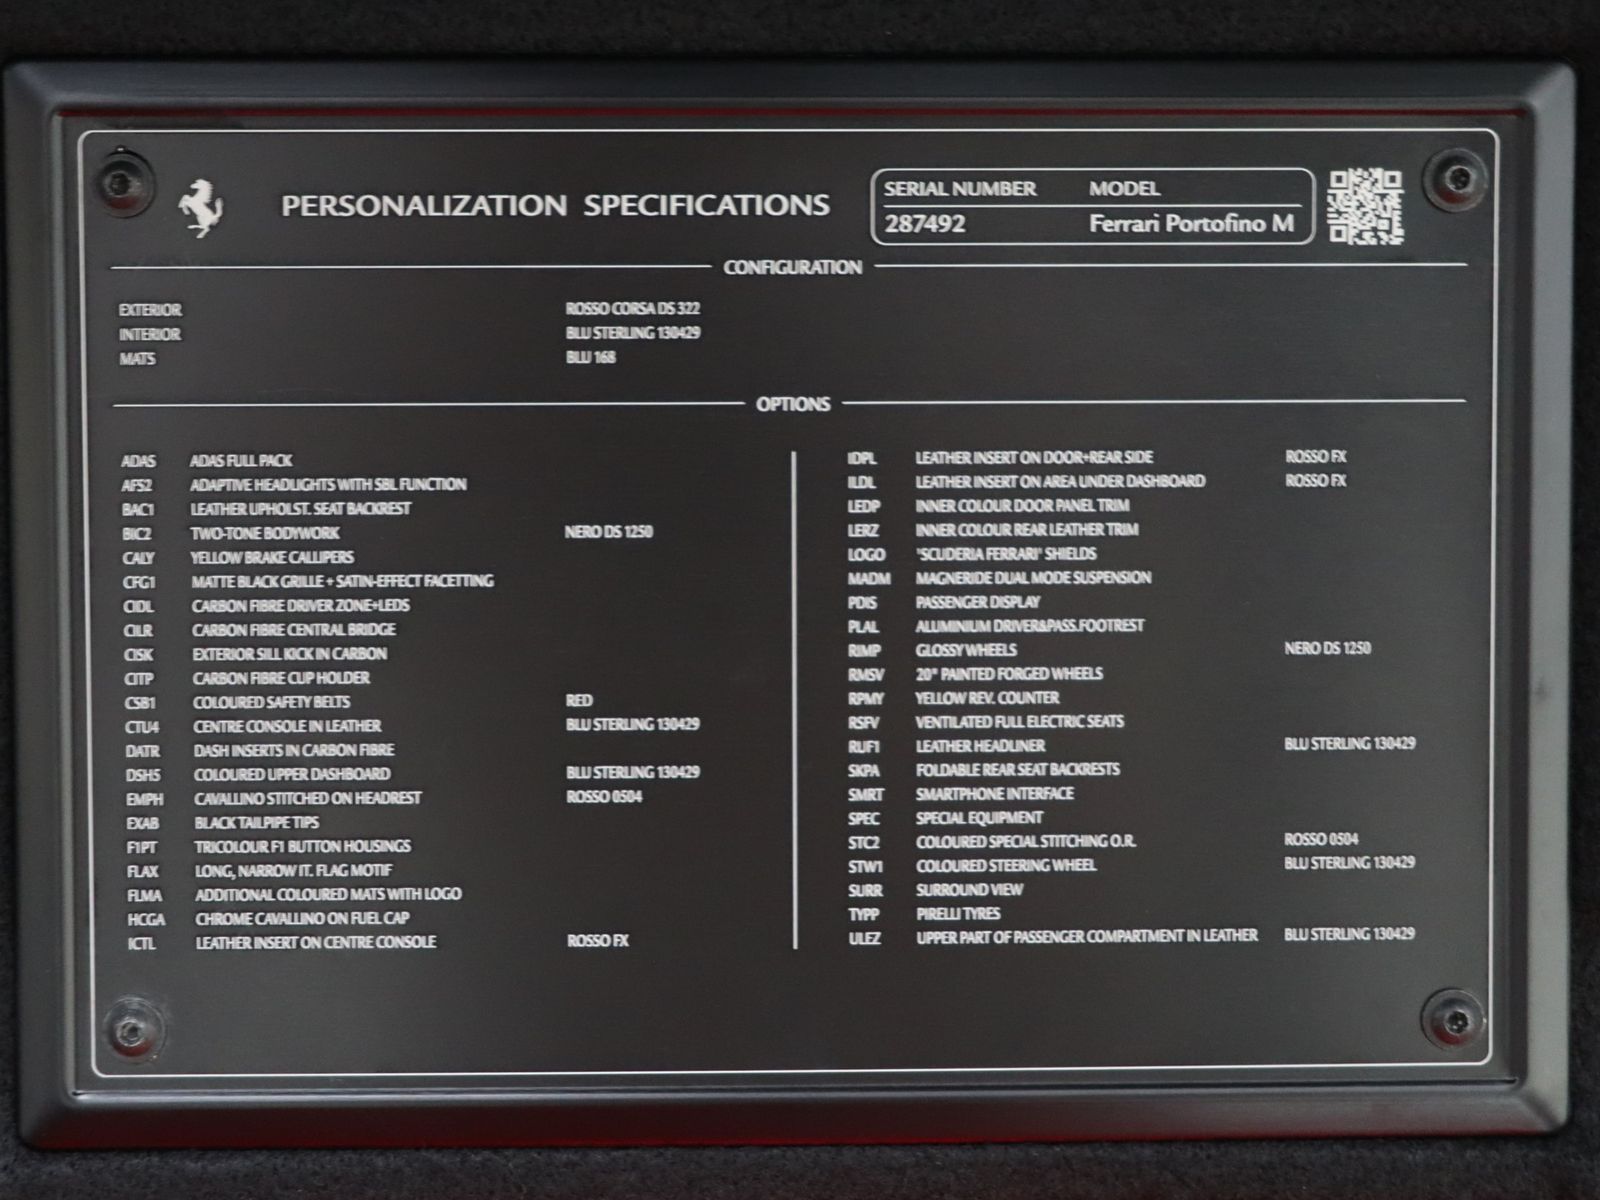 PERSONALIZATION SPECIFICATIONS
SERIAL NUMBER MODEL
287492 Ferrari Portofino M
CONFIGURATION
EXTERIOR ROSSO CORSA DS 322
INTERIOR BLU STERLING 130429
MATS BLU 168
OPTIONS
ADAS ADAS FULL PACK
AFS2 ADAPTIVE HEADLIGHTS WITH SBL FUNCTION
BAC1 LEATHER UPHOLST. SEAT BACKREST
BIC2 TWO-TONE BODYWORK NERO DS 1250
CALY YELLOW BRAKE CALLIPERS
CFG1 MATTE BLACK GRILLE + SATIN-EFFECT FACETTING
CIDL CARBON FIBRE DRIVER ZONE+LEDS
CILR CARBON FIBRE CENTRAL BRIDGE
CISK EXTERIOR SILL KICK IN CARBON
CITP CARBON FIBRE CUP HOLDER
CSB1 COLOURED SAFETY BELTS RED
CTU4 CENTRE CONSOLE IN LEATHER BLU STERLING 130429
DATR DASH INSERTS IN CARBON FIBRE
DSH5 COLOURED UPPER DASHBOARD BLU STERLING 130429
EMPH CAVALLINO STITCHED ON HEADREST ROSSO 0504
EXAB BLACK TAILPIPE TIPS
F1PT TRICOLOUR F1 BUTTON HOUSINGS
FLAX LONG, NARROW IT. FLAG MOTIF
FLMA ADDITIONAL COLOURED MATS WITH LOGO
HCGA CHROME CAVALLINO ON FUEL CAP
ICTL LEATHER INSERT ON CENTRE CONSOLE ROSSO FX
IDPL LEATHER INSERT ON DOOR+REAR SIDE ROSSO FX
ILDL LEATHER INSERT ON AREA UNDER DASHBOARD ROSSO FX
LEDP INNER COLOUR DOOR PANEL TRIM
LERZ INNER COLOUR REAR LEATHER TRIM
LOGO "SCUDERIA FERRARI" SHIELDS
MADM MAGNERIDE DUAL MODE SUSPENSION
PDIS PASSENGER DISPLAY
PLAL ALUMINIUM DRIVER&PASS.FOOTREST
RIMP GLOSSY WHEELS NERO DS 1250
RMSV 20" PAINTED FORGED WHEELS
RPMY YELLOW REV. COUNTER
RSFV VENTILATED FULL ELECTRIC SEATS
RUF1 LEATHER HEADLINER BLU STERLING 130429
SKPA FOLDABLE REAR SEAT BACKRESTS
SMRT SMARTPHONE INTERFACE
SPEC SPECIAL EQUIPMENT
STC2 COLOURED SPECIAL STITCHING O.R. ROSSO 0504
STW1 COLOURED STEERING WHEEL BLU STERLING 130429
SURR SURROUND VIEW
TYPP PIRELLI TYRES
ULEZ UPPER PART OF PASSENGER COMPARTMENT IN LEATHER BLU STERLING 130429